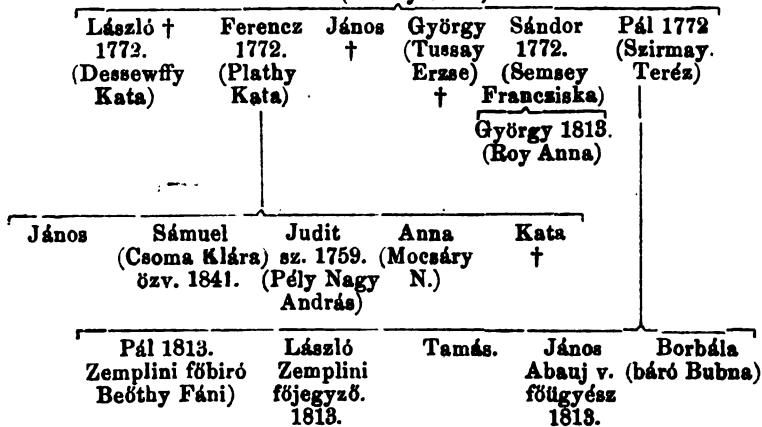 László † Ferencz János György Sándor Pál 1772
1772. 1772. † (Tussay 1772. (Szirmay.
(Dessewffy (Plathy Erzse) (Semsey Teréz)
Kata) Kata) † Francziska)
György 1813.
(Roy Anna)
János Sámuel Judit Anna Kata
(Csoma Klára) sz. 1759. (Mocsáry †
özv. 1841. (Pély Nagy N.)
András)
Pál 1813. László Tamás. János Borbála
Zemplini főbiró Zemplini Abauj v. (báró Bubna)
Beőthy Fáni) főjegyző. főügyész
1813. 1813.